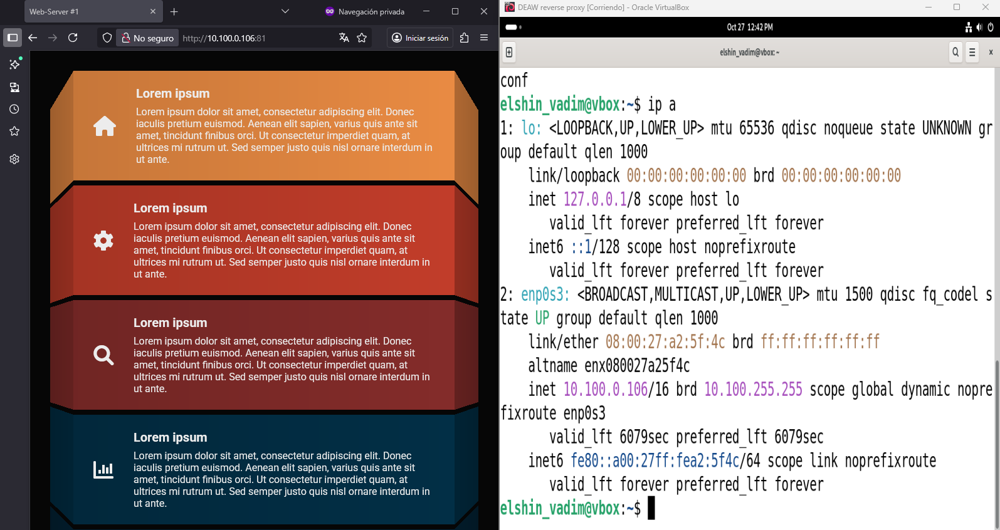 Web-Server #1
Navegación privada
No seguro
http://10.100.0.106:81
Iniciar sesión
Lorem ipsum
Lorem ipsum dolor sit amet, consectetur adipiscing elit. Donec
iaculis pretium euismod. Aenean elit sapien, varius quis ante sit
amet, tincidunt finibus orci. Ut consectetur imperdiet quam, at
ultrices mi rutrum ut. Sed semper justo quis nisl ornare interdum in
ut ante.
Lorem ipsum
Lorem ipsum dolor sit amet, consectetur adipiscing elit. Donec
iaculis pretium euismod. Aenean elit sapien, varius quis ante sit
amet, tincidunt finibus orci. Ut consectetur imperdiet quam, at
ultrices mi rutrum ut. Sed semper justo quis nisl ornare interdum in
ut ante.
Lorem ipsum
Lorem ipsum dolor sit amet, consectetur adipiscing elit. Donec
iaculis pretium euismod. Aenean elit sapien, varius quis ante sit
amet, tincidunt finibus orci. Ut consectetur imperdiet quam, at
ultrices mi rutrum ut. Sed semper justo quis nisl ornare interdum in
ut ante.
Lorem ipsum
Lorem ipsum dolor sit amet, consectetur adipiscing elit. Donec
iaculis pretium euismod. Aenean elit sapien, varius quis ante sit
amet, tincidunt finibus orci. Ut consectetur imperdiet quam, at
ultrices mi rutrum ut. Sed semper justo quis nisl ornare interdum in
ut ante.
DEAW reverse proxy [Corriendo] - Oracle VirtualBox
Oct 27 12:42 PM
elshin_vadim@vbox: ~
conf
elshin_vadim@vbox:~$ ip a
1: lo: <LOOPBACK,UP,LOWER_UP> mtu 65536 qdisc noqueue state UNKNOWN gr
oup default qlen 1000
link/loopback 00:00:00:00:00:00 brd 00:00:00:00:00:00
inet 127.0.0.1/8 scope host lo
valid_lft forever preferred_lft forever
inet6 ::1/128 scope host noprefixroute
valid_lft forever preferred_lft forever
2: enp0s3: <BROADCAST,MULTICAST,UP,LOWER_UP> mtu 1500 qdisc fq_codel s
tate UP group default qlen 1000
link/ether 08:00:27:a2:5f:4c brd ff:ff:ff:ff:ff:ff
altname enx080027a25f4c
inet 10.100.0.106/16 brd 10.100.255.255 scope global dynamic nopre
fixroute enp0s3
valid_lft 6079sec preferred_lft 6079sec
inet6 fe80::a00:27ff:fea2:5f4c/64 scope link noprefixroute
valid_lft forever preferred_lft forever
elshin_vadim@vbox:~$